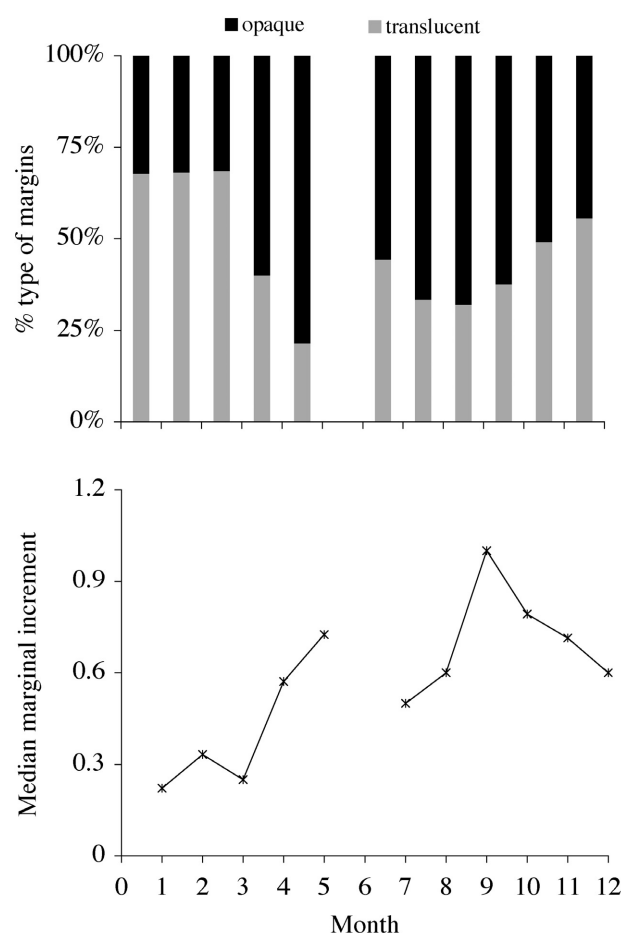 opaque translucent
100%
75%
50%
25%
0%
% type of margins
1.2
0.9
0.6
0.3
0
Median marginal increment
0 1 2 3 4 5 6 7 8 9 10 11 12
Month